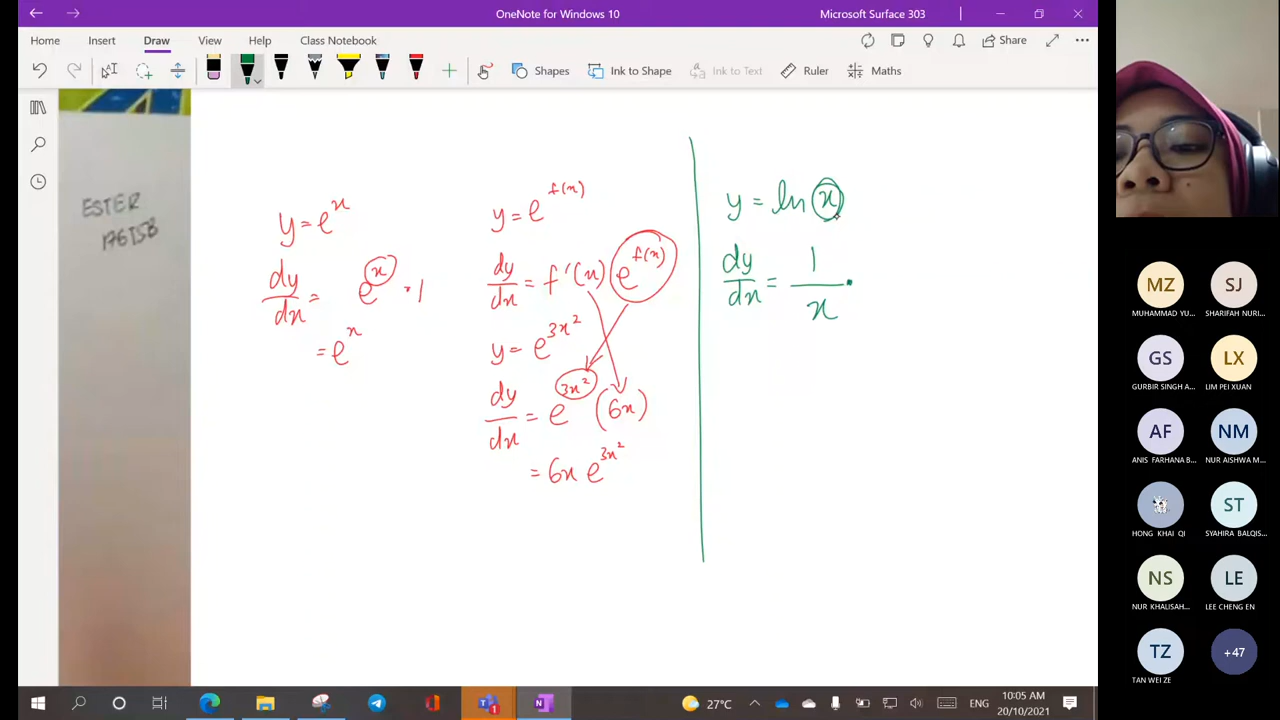 OneNote for Windows 10
Microsoft Surface 303
Home Insert Draw View Help Class Notebook
Share
Shapes
Ink to Shape
Ink to Text
Ruler
Maths
ESTER
176158
y = e^x
dy/dx = e^x · 1
= e^x
y = e^f(x)
dy/dx = f'(x) e^f(x)
y = e^3x²
dy/dx = e^3x² (6x)
= 6x e^3x²
y = ln x
dy/dx = 1/x ·
MZ
MUHAMMAD YU...
SJ
SHARIFAH NURI...
GS
GURBIR SINGH A...
LX
LIM PEI XUAN
AF
ANIS FARHANA B...
NM
NUR AISHWA M...
HONG KHAI QI
ST
SYAHIRA BALQIS...
NS
NUR KHALISAH...
LE
LEE CHENG EN
TZ
TAN WEI ZE
+47
1
27°C
ENG
10:05 AM
20/10/2021